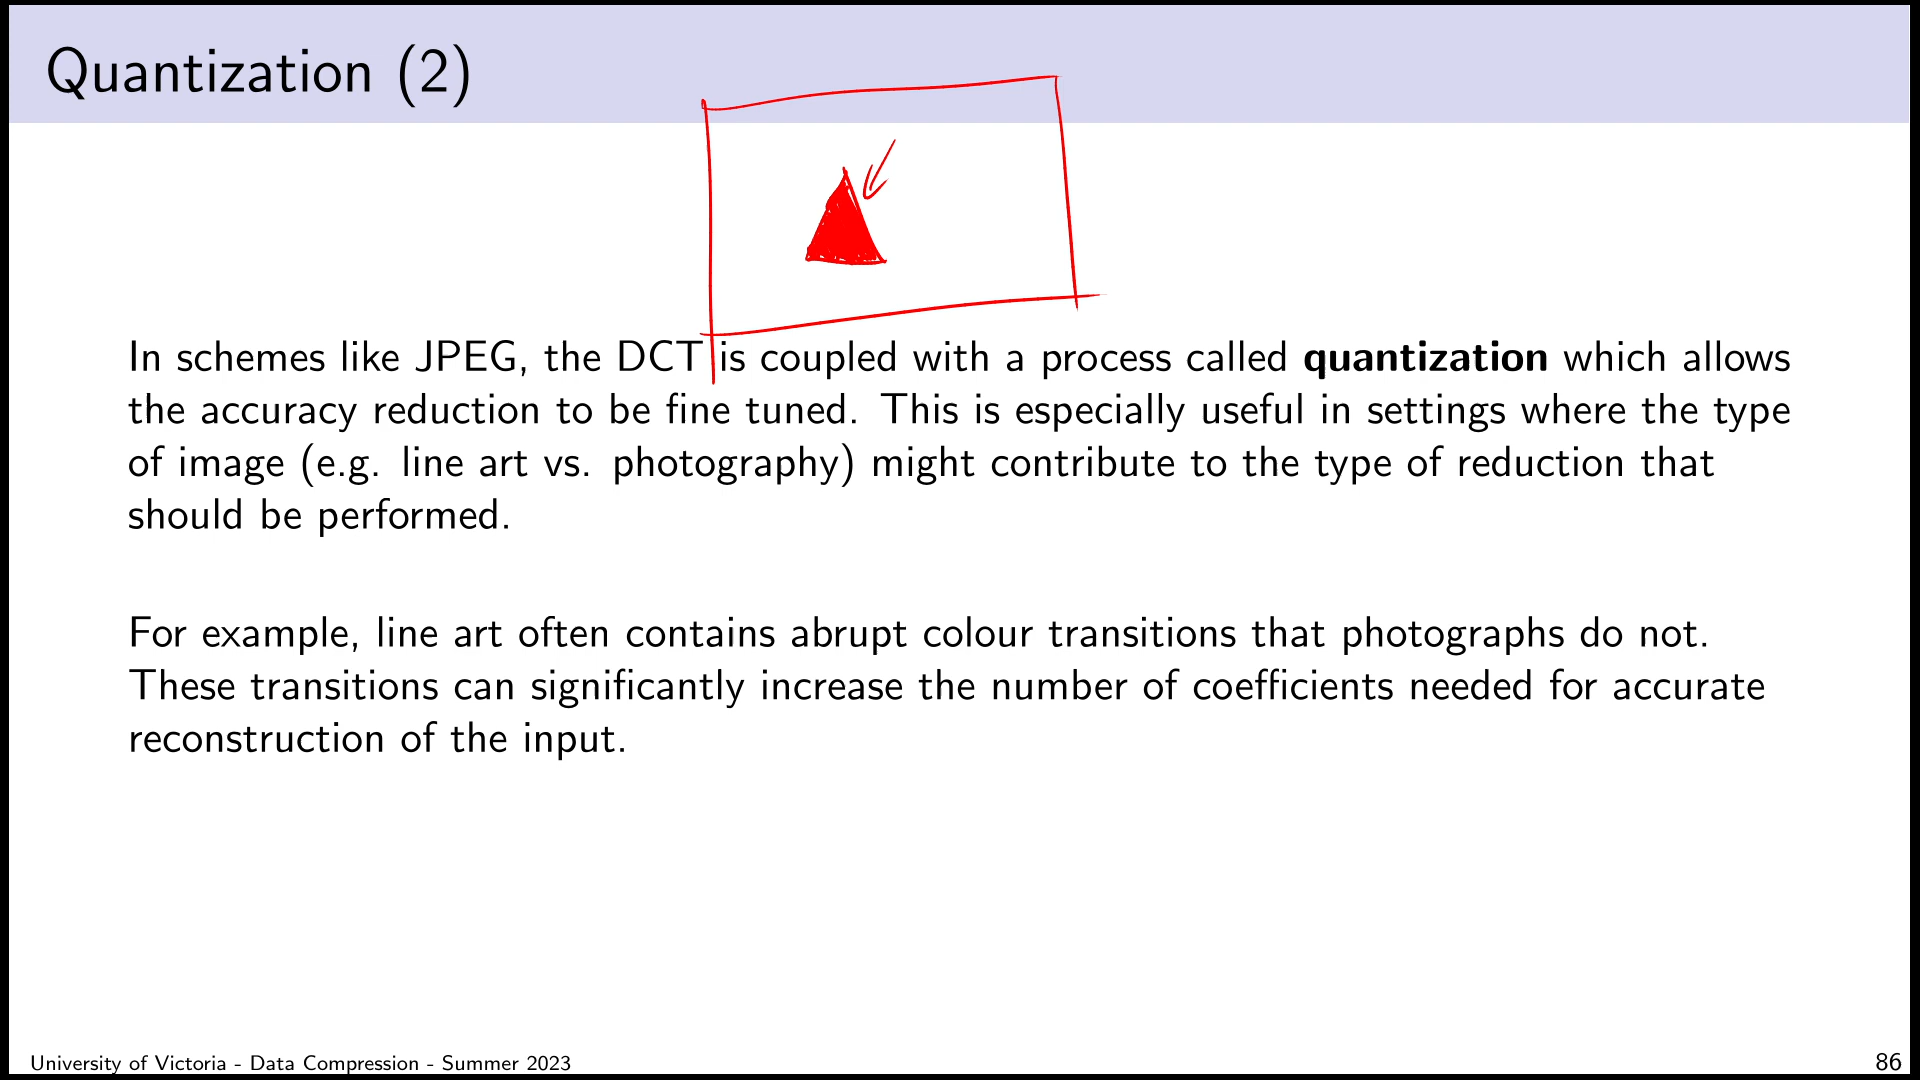 Quantization (2)
In schemes like JPEG, the DCT is coupled with a process called quantization which allows
the accuracy reduction to be fine tuned. This is especially useful in settings where the type
of image (e.g. line art vs. photography) might contribute to the type of reduction that
should be performed.
For example, line art often contains abrupt colour transitions that photographs do not.
These transitions can significantly increase the number of coefficients needed for accurate
reconstruction of the input.
University of Victoria - Data Compression - Summer 2023
86